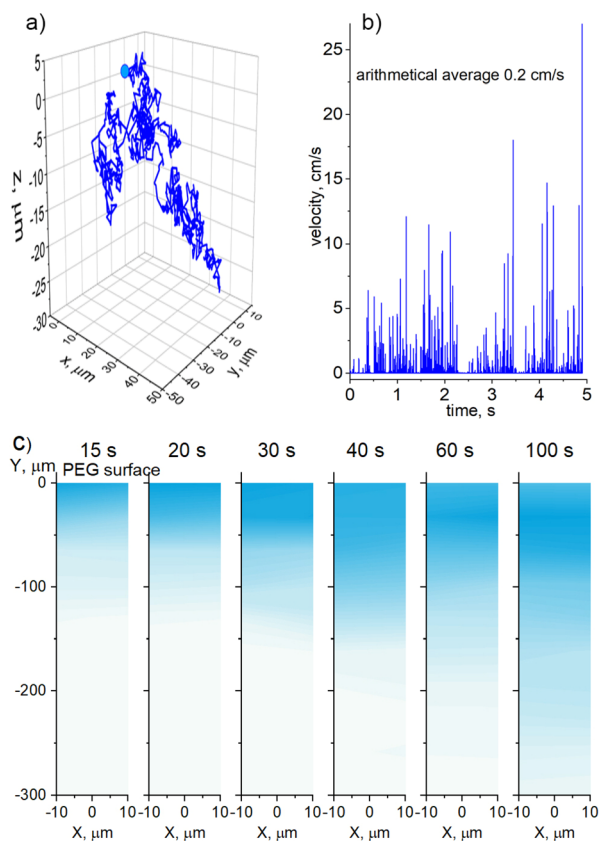 a)
5
0
-5
-10
-15
-20
-25
-30
z, µm
0
10
20
30
40
50
x, µm
10
0
-10
-20
-30
-40
-50
y, µm
b)
arithmetical average 0.2 cm/s
25
20
15
10
5
0
velocity, cm/s
0 1 2 3 4 5
time, s
c)
15 s 20 s 30 s 40 s 60 s 100 s
Y, µm PEG surface
0
-100
-200
-300
-10 0 10 -10 0 10 -10 0 10 -10 0 10 -10 0 10 -10 0 10
X, µm X, µm X, µm X, µm X, µm X, µm